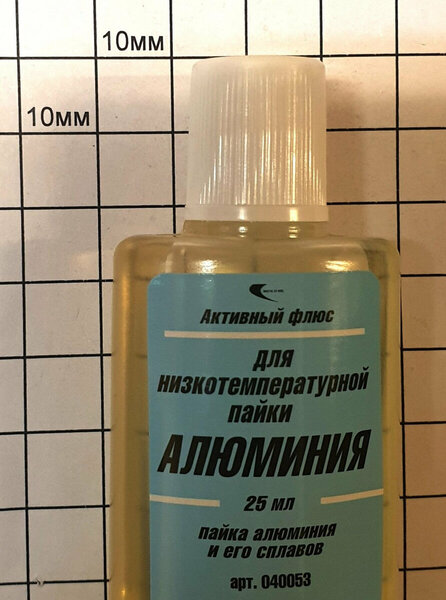 10мм
10мм
Активный флюс
для
низкотемпературной
пайки
АЛЮМИНИЯ
25 мл
пайка алюминия
и его сплавов
арт. 040053